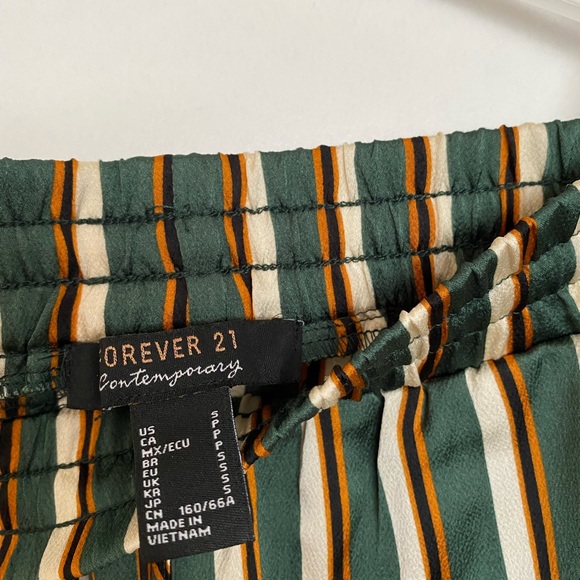 FOREVER 21
Contemporary
US S
CA P
MX/ECU P
BR P
EU S
UK S
KR S
JP S
CN 160/66A
MADE IN
VIETNAM